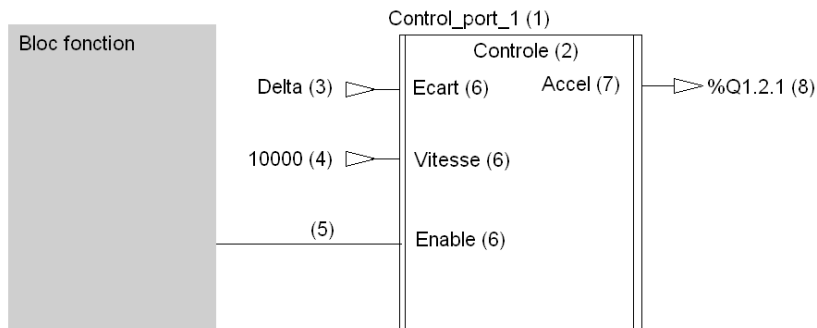 Control_port_1 (1)
Bloc fonction
Controle (2)
Delta (3)
Ecart (6)
Accel (7)
%Q1.2.1 (8)
10000 (4)
Vitesse (6)
(5)
Enable (6)